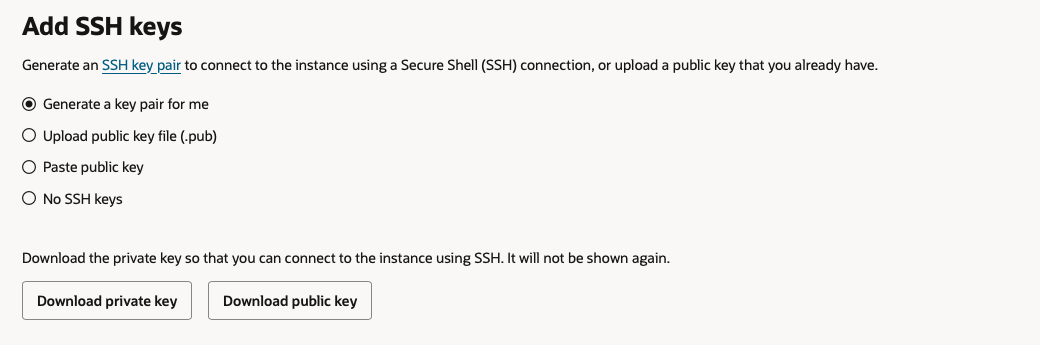 Add SSH keys
Generate an SSH key pair to connect to the instance using a Secure Shell (SSH) connection, or upload a public key that you already have.
Generate a key pair for me
Upload public key file (.pub)
Paste public key
No SSH keys
Download the private key so that you can connect to the instance using SSH. It will not be shown again.
Download private key
Download public key